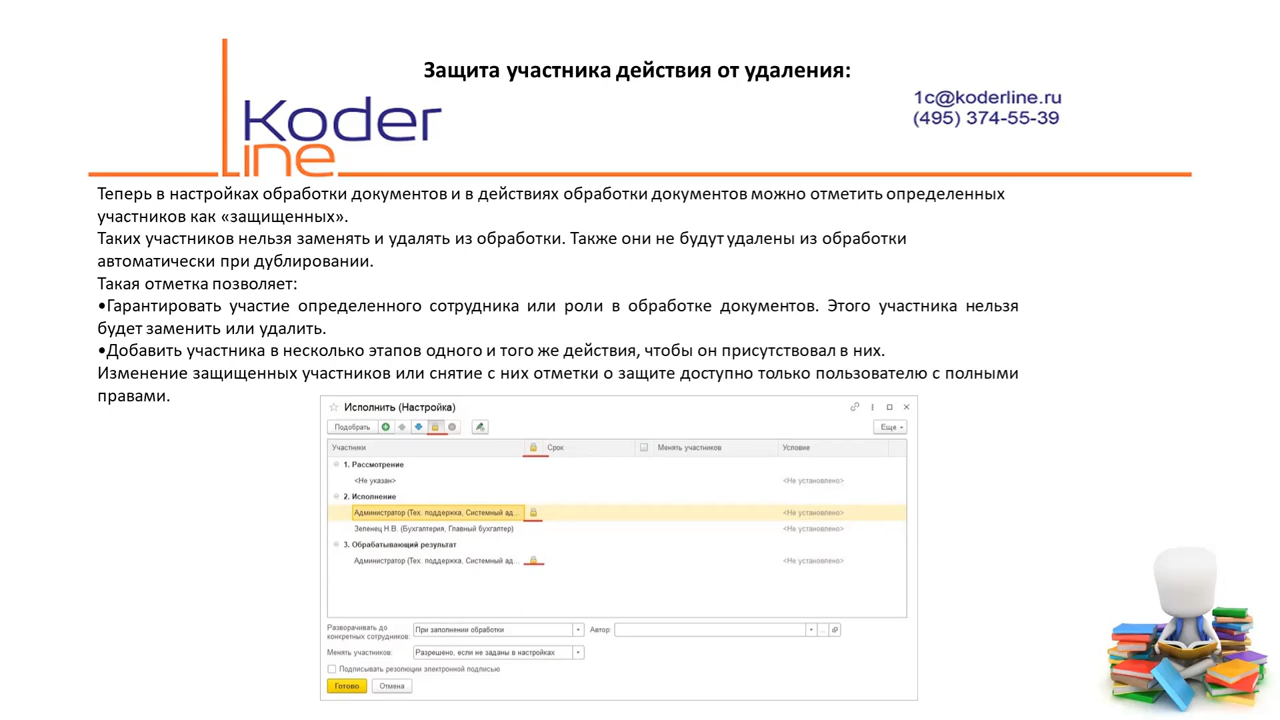 Защита участника действия от удаления:
Koder
Line
1c@koderline.ru
(495) 374-55-39
Теперь в настройках обработки документов и в действиях обработки документов можно отметить определенных
участников как «защищенных».
Таких участников нельзя заменять и удалять из обработки. Также они не будут удалены из обработки
автоматически при дублировании.
Такая отметка позволяет:
•Гарантировать участие определенного сотрудника или роли в обработке документов. Этого участника нельзя
будет заменить или удалить.
•Добавить участника в несколько этапов одного и того же действия, чтобы он присутствовал в них.
Изменение защищенных участников или снятие с них отметки о защите доступно только пользователю с полными
правами.
Исполнить (Настройка)
Подобрать Еще
Участники Срок Менять участников Условие
1. Рассмотрение
<Не указан> <Не установлено>
2. Исполнение
Администратор (Тех. поддержка, Системный ад... <Не установлено>
Зеленец Н.В. (Бухгалтерия, Главный бухгалтер) <Не установлено>
3. Обрабатывающий результат
Администратор (Тех. поддержка, Системный ад... <Не установлено>
Разворачивать до
конкретных сотрудников: При заполнении обработки Автор:
Менять участников: Разрешено, если не заданы в настройках
Подписывать резолюции электронной подписью
Готово Отмена